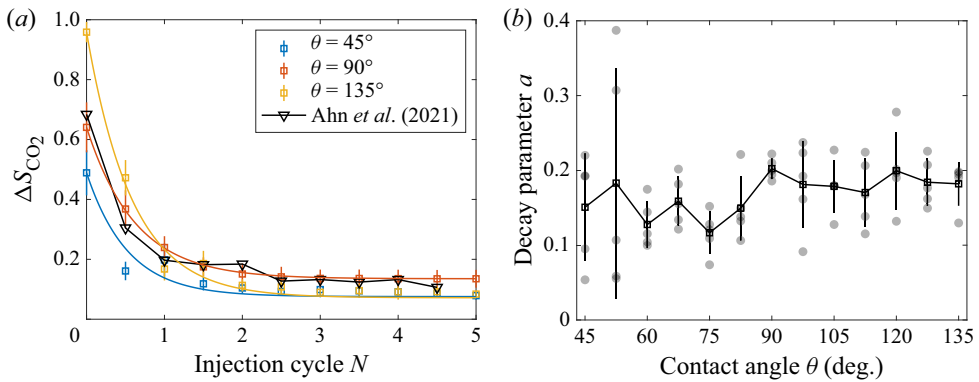 (a)
1.0
0.8
0.6
0.4
0.2
0
1
2
3
4
5
ΔS_CO₂
Injection cycle N
θ = 45°
θ = 90°
θ = 135°
Ahn et al. (2021)
(b)
0.4
0.3
0.2
0.1
0
45
60
75
90
105
120
135
Decay parameter a
Contact angle θ (deg.)